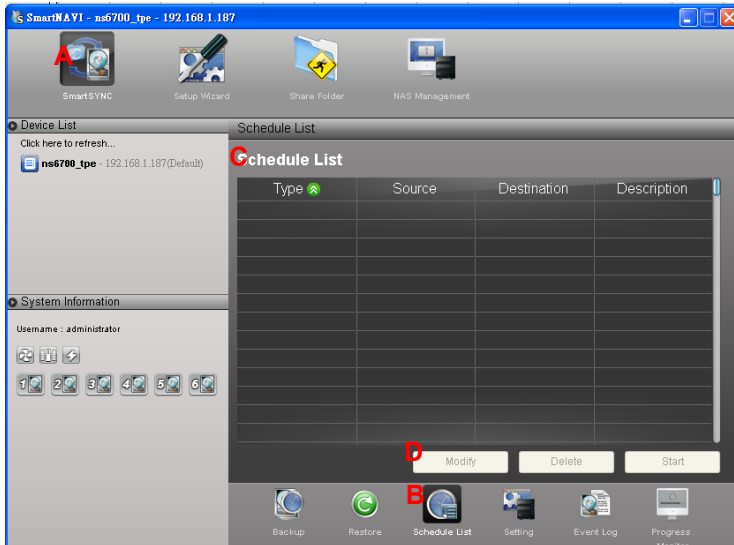 SmartNAVI - ns6700_tpe - 192.168.1.187
A
SmartSYNC
Setup Wizard
Share Folder
NAS Management
Device List
Click here to refresh...
ns6700_tpe - 192.168.1.187(Default)
Schedule List
C
Schedule List
Type
Source
Destination
Description
System Information
Username : administrator
1
2
3
4
5
6
D
Modify
Delete
Start
B
Backup
Restore
Schedule List
Setting
Event Log
Progress
Monitor